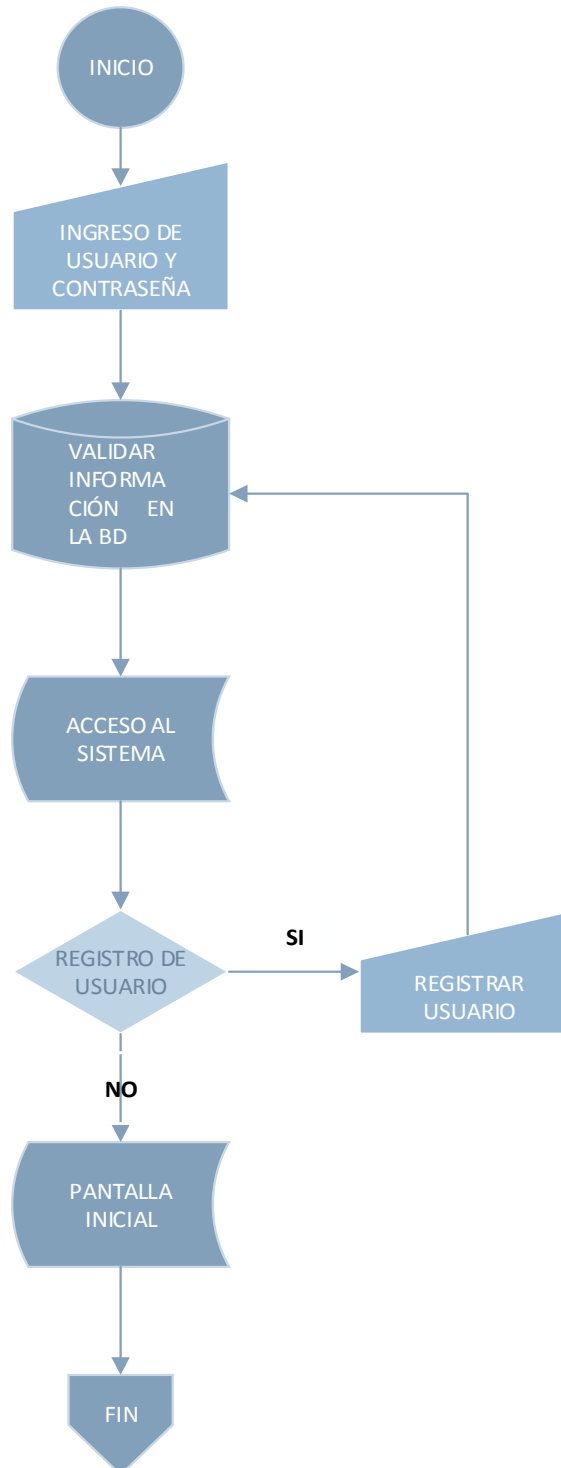 INICIO
INGRESO DE
USUARIO Y
CONTRASEÑA
VALIDAR
INFORMA
CIÓN EN
LA BD
ACCESO AL
SISTEMA
REGISTRO DE
USUARIO
SI
REGISTRAR
USUARIO
NO
PANTALLA
INICIAL
FIN